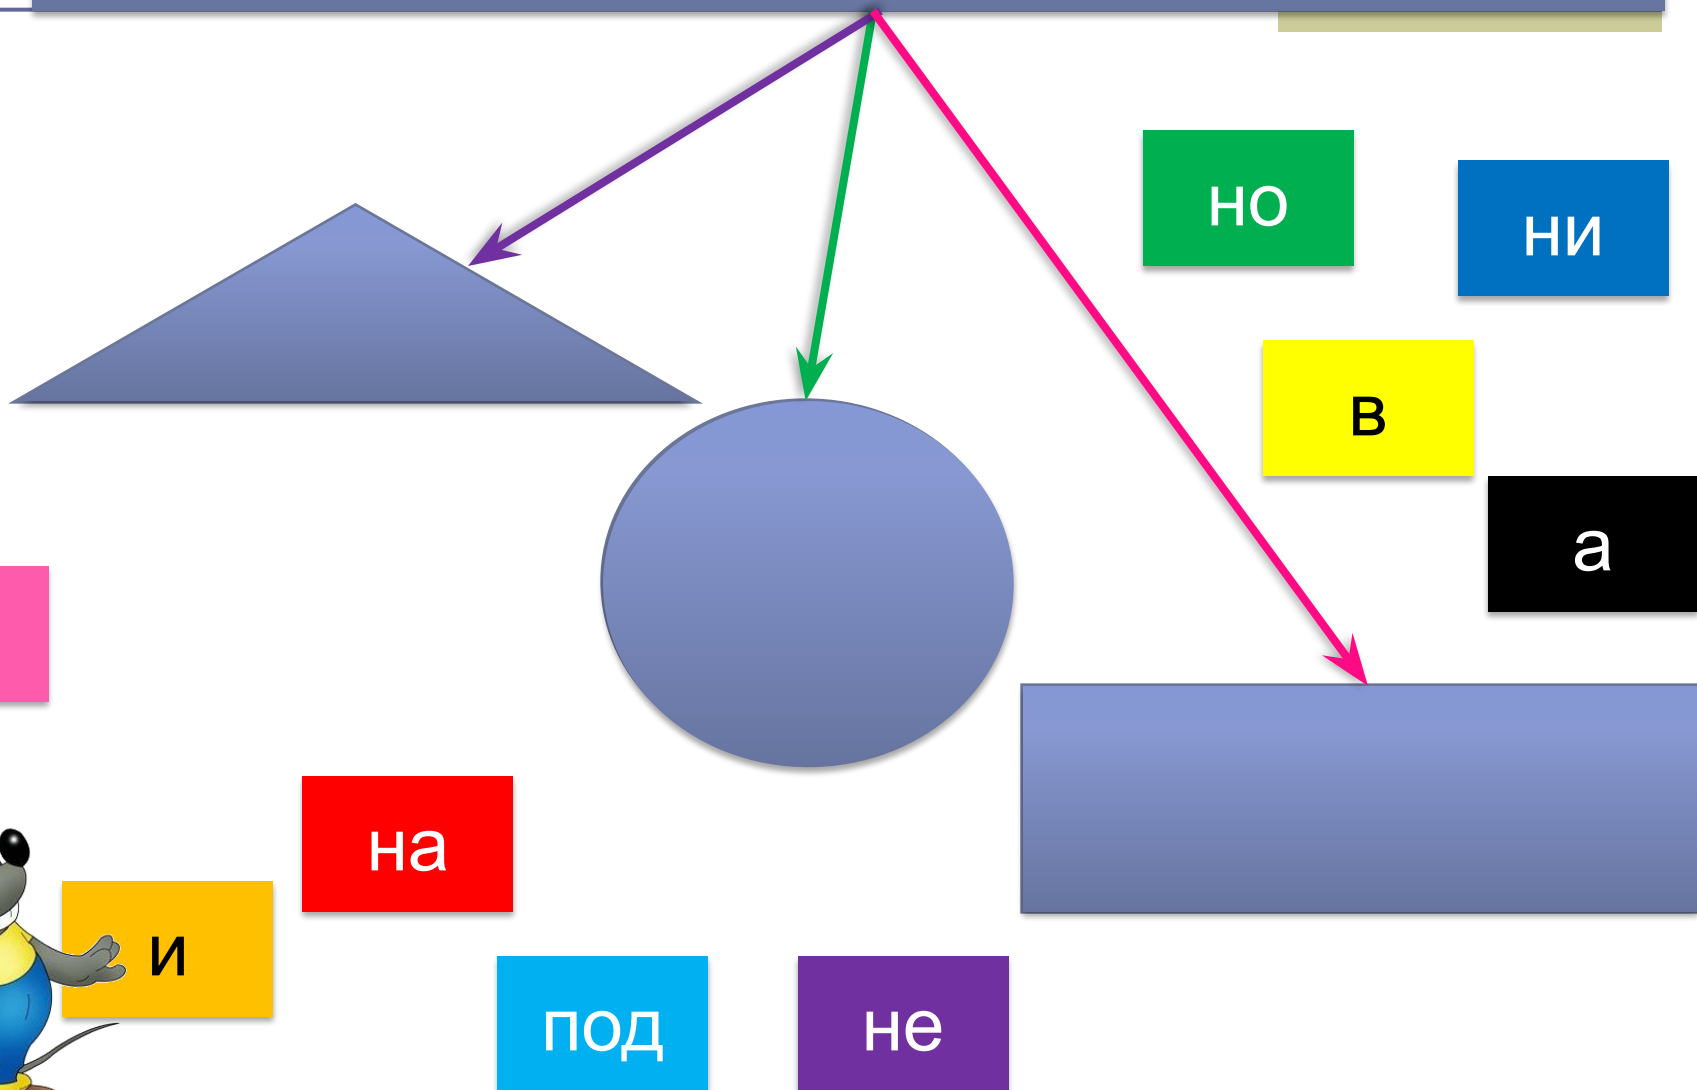 но
ни
в
а
на
и
под
не